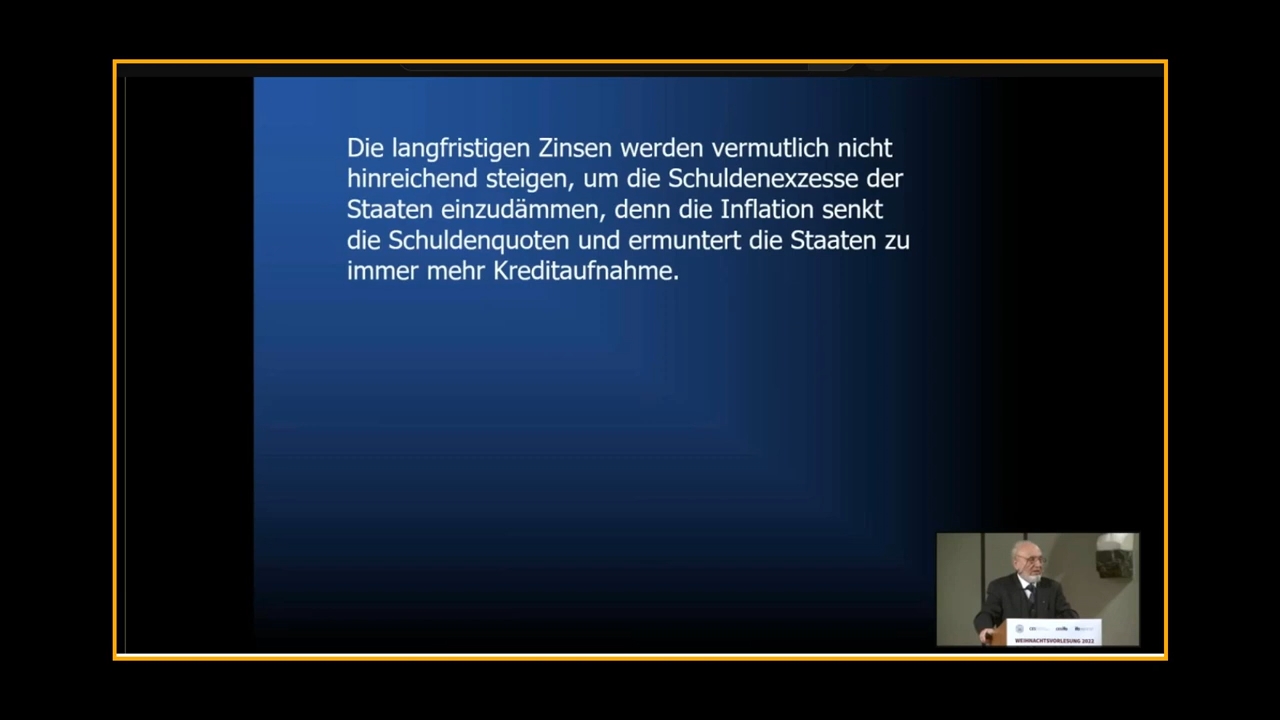 Die langfristigen Zinsen werden vermutlich nicht
hinreichend steigen, um die Schuldenexzesse der
Staaten einzudämmen, denn die Inflation senkt
die Schuldenquoten und ermuntert die Staaten zu
immer mehr Kreditaufnahme.
WEIHNACHTSVORLESUNG 2022